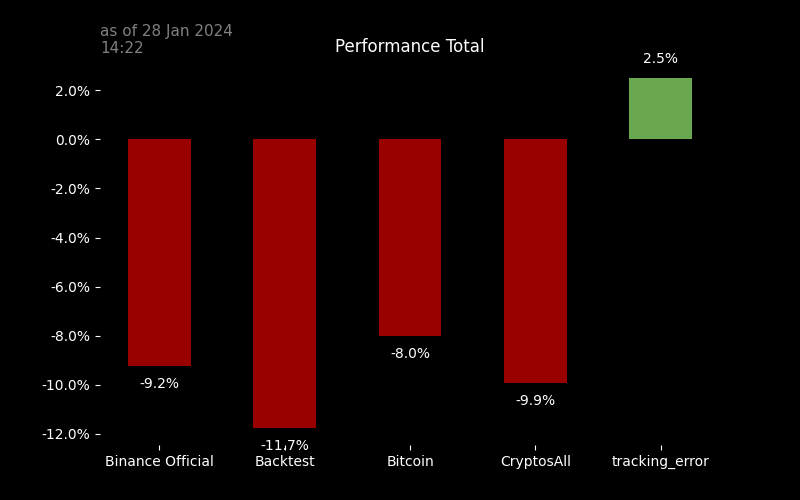 as of 28 Jan 2024
14:22
Performance Total
2.5%
2.0%
0.0%
-2.0%
-4.0%
-6.0%
-8.0%
-10.0%
-12.0%
-9.2%
-11.7%
-8.0%
-9.9%
Binance Official
Backtest
Bitcoin
CryptosAll
tracking_error